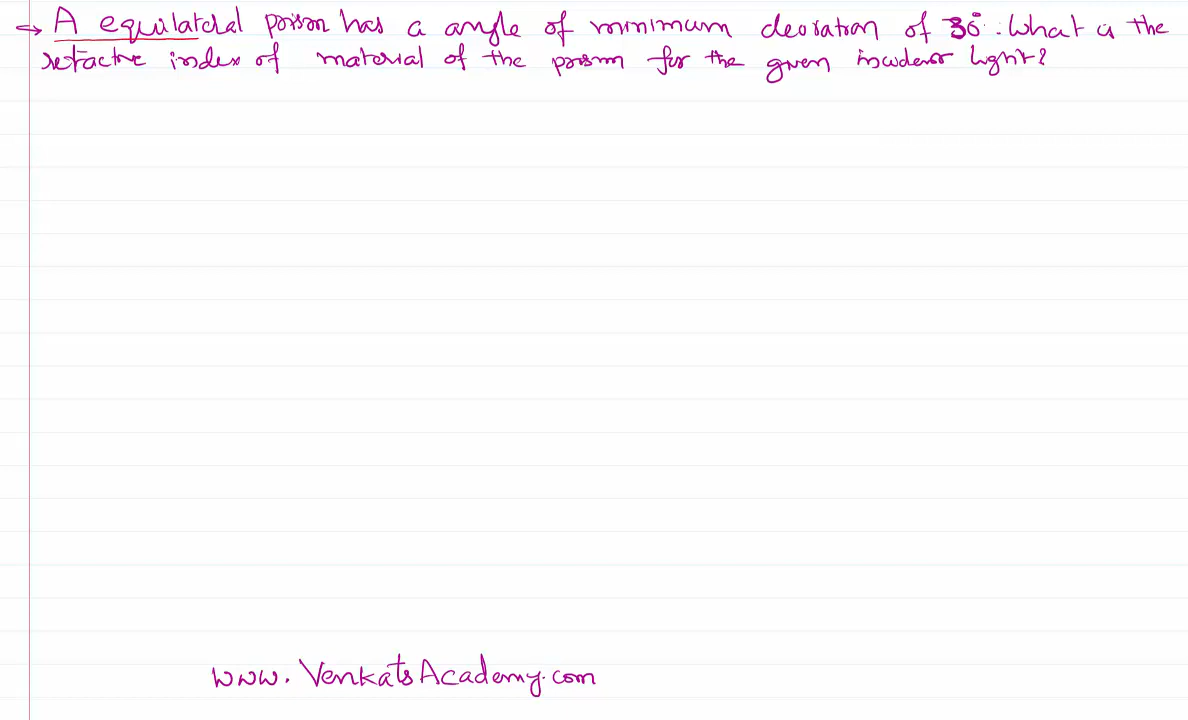 → A equilateral prism has a angle of minimum deviation of 30°. What is the
refractive index of material of the prism for the given incident light?
www.VenkatsAcademy.com